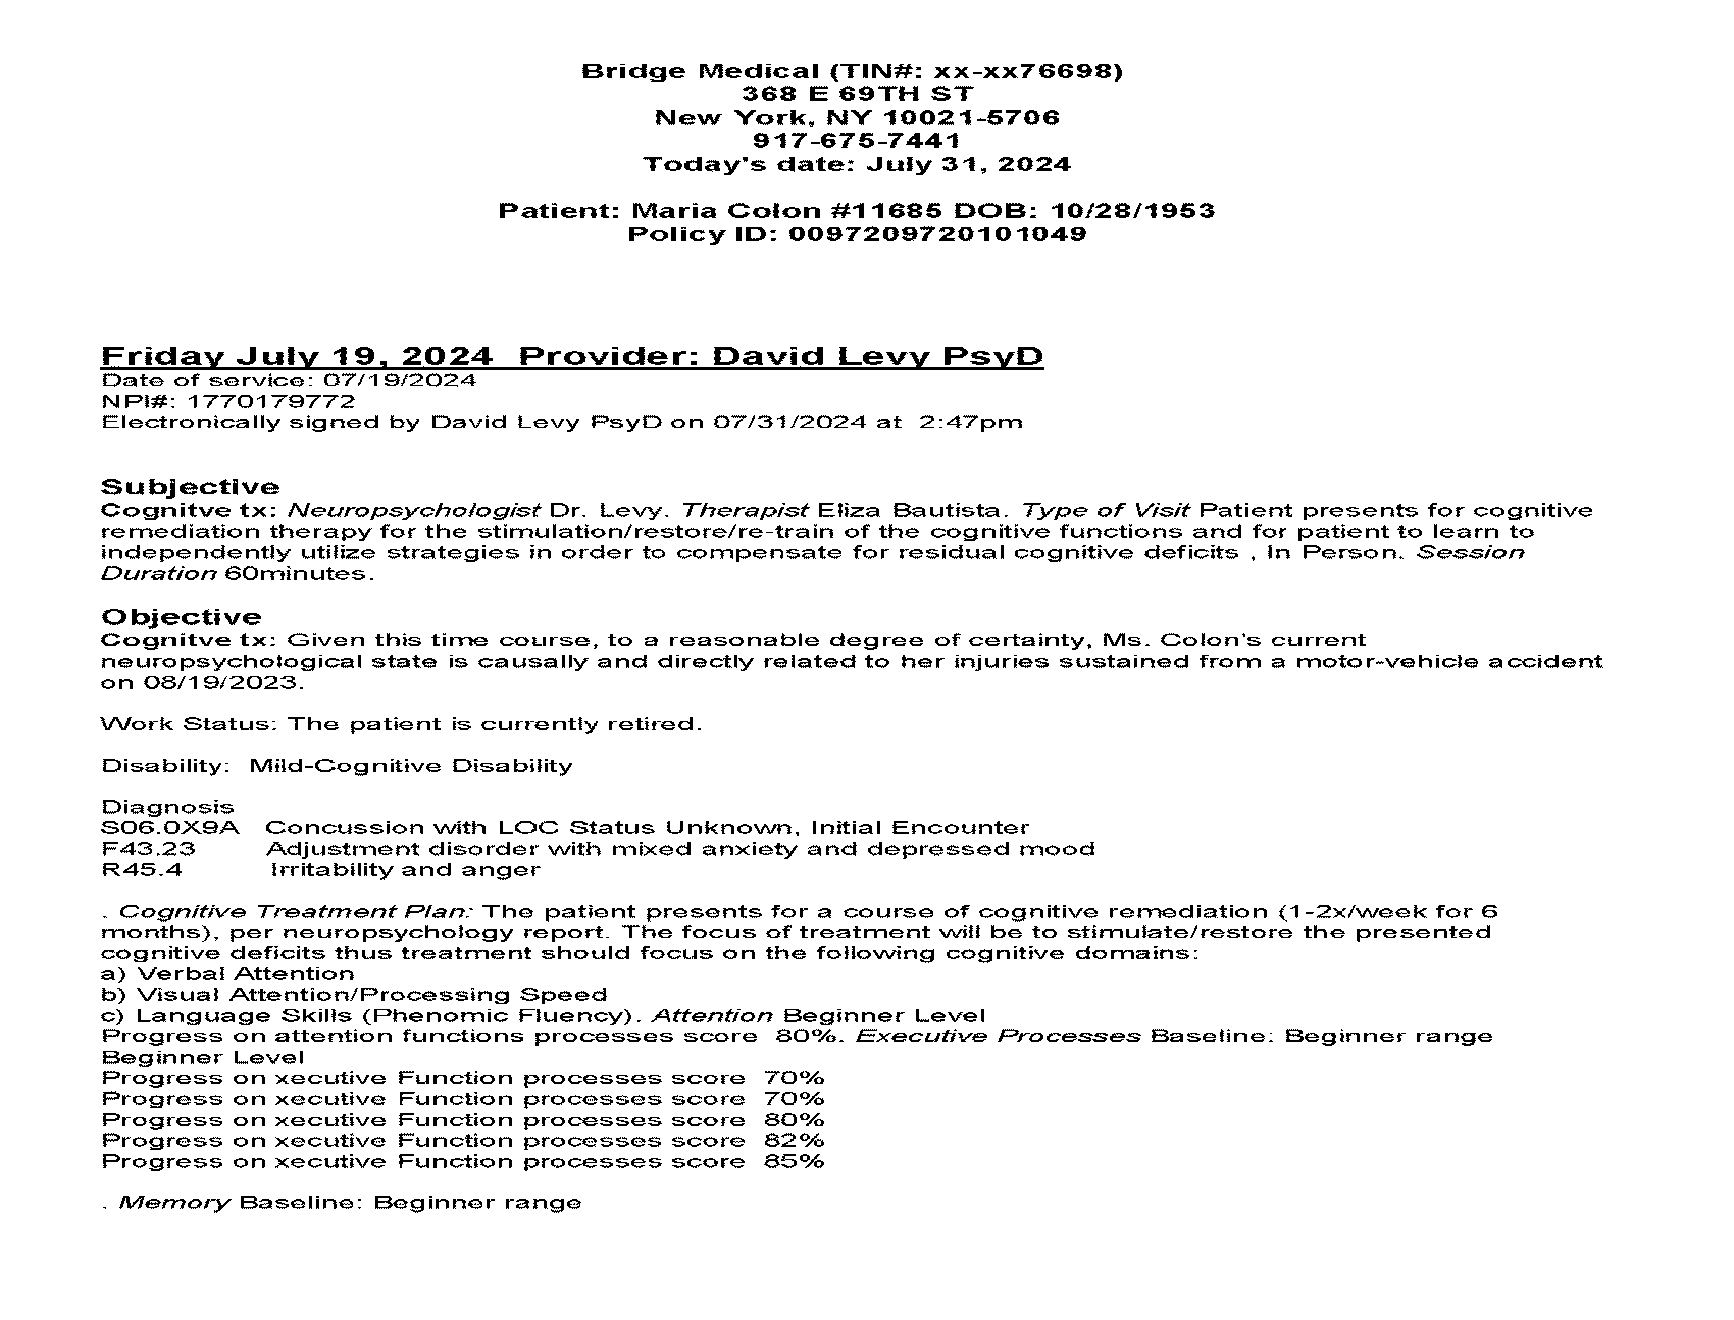 Bridge Medical (TIN#: xx-xx76698)
368 E 69TH ST
New York, NY 10021-5706
917-675-7441
Today's date: July 31, 2024
Patient: Maria Colon #11685 DOB: 10/28/1953
Policy ID: 0097209720101049
Friday July 19, 2024  Provider: David Levy PsyD
Date of service: 07/19/2024
NPI#: 1770179772
Electronically signed by David Levy PsyD on 07/31/2024 at  2:47pm
Subjective
Cognitve tx: Neuropsychologist Dr. Levy. Therapist Eliza Bautista. Type of Visit Patient presents for cognitive
remediation therapy for the stimulation/restore/re-train of the cognitive functions and for patient to learn to
independently utilize strategies in order to compensate for residual cognitive deficits , In Person. Session
Duration 60minutes.
Objective
Cognitve tx: Given this time course, to a reasonable degree of certainty, Ms. Colon's current
neuropsychological state is causally and directly related to her injuries sustained from a motor-vehicle accident
on 08/19/2023.
Work Status: The patient is currently retired.
Disability:  Mild-Cognitive Disability
Diagnosis
S06.0X9A   Concussion with LOC Status Unknown, Initial Encounter
F43.23   Adjustment disorder with mixed anxiety and depressed mood
R45.4   Irritability and anger
. Cognitive Treatment Plan: The patient presents for a course of cognitive remediation (1-2x/week for 6
months), per neuropsychology report. The focus of treatment will be to stimulate/restore the presented
cognitive deficits thus treatment should focus on the following cognitive domains:
a) Verbal Attention
b) Visual Attention/Processing Speed
c) Language Skills (Phenomic Fluency). Attention Beginner Level
Progress on attention functions processes score  80%. Executive Processes Baseline: Beginner range
Beginner Level
Progress on xecutive Function processes score  70%
Progress on xecutive Function processes score  70%
Progress on xecutive Function processes score  80%
Progress on xecutive Function processes score  82%
Progress on xecutive Function processes score  85%
. Memory Baseline: Beginner range